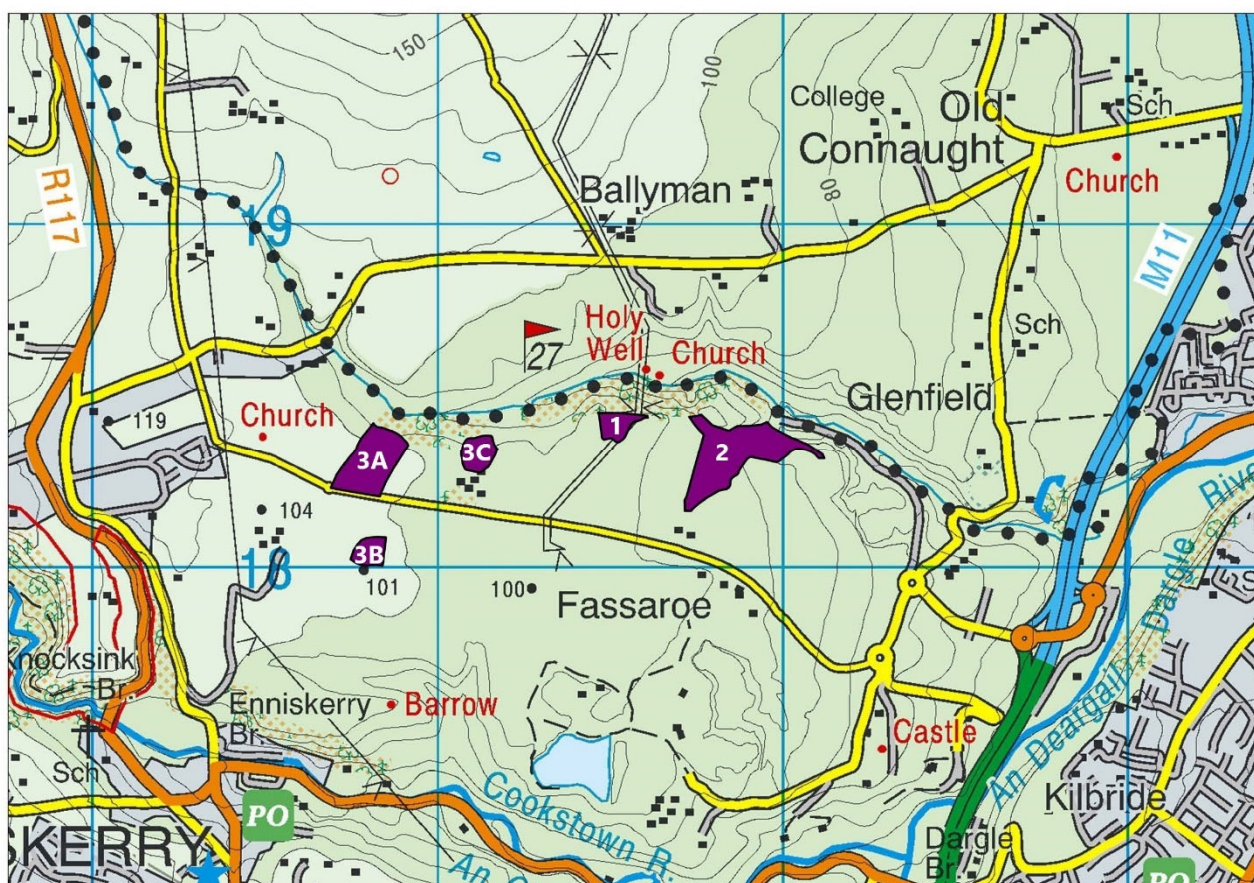 150
100
College
Old
Connaught
Sch
Church
R117
Ballyman
80
19
M11
Holy
Well
Church
27
Sch
Glenfield
119
Church
3A
3C
1
2
104
3B
18
101
100
Fassaroe
River
An Deargail
Dargle
Knocksink
Br.
Enniskerry
Br.
Barrow
Castle
Sch
Cookstown R.
Kilbride
PO
SKERRY
Dargle
Br.
PO